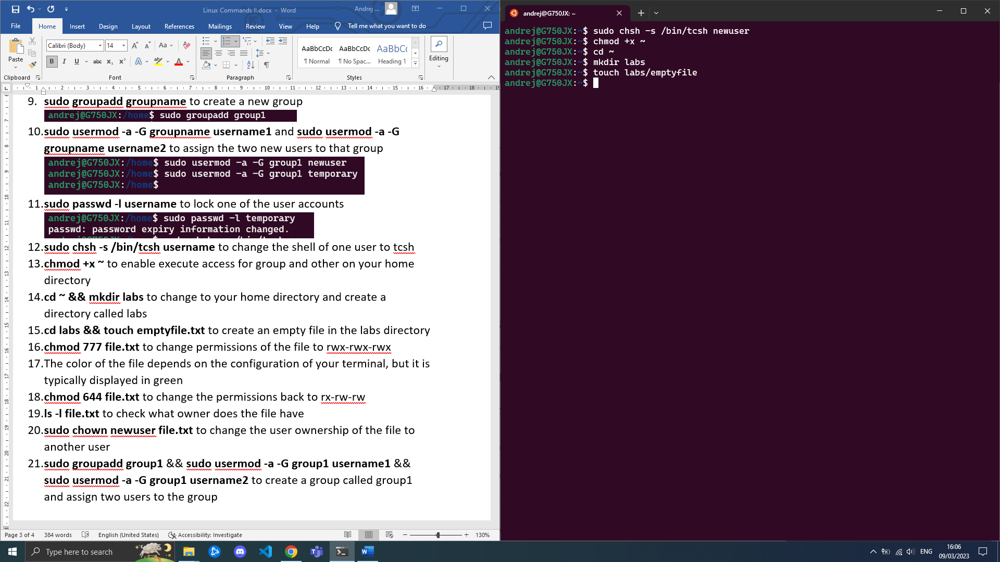 Linux Commands II.docx - Word
Andrej ...
File Home Insert Design Layout References Mailings Review View Help Tell me what you want to do
Paste
Calibri (Body) 14
Aa
B I U abc x₂ x² A A
AaBbCcDc AaBbCcDc AaBbCc
¶ Normal ¶ No Spac... Heading 1
Editing
Clipboard Font Paragraph Styles
9. sudo groupadd groupname to create a new group
andrej@G750JX:/home$ sudo groupadd group1
10.sudo usermod -a -G groupname username1 and sudo usermod -a -G
groupname username2 to assign the two new users to that group
andrej@G750JX:/home$ sudo usermod -a -G group1 newuser
andrej@G750JX:/home$ sudo usermod -a -G group1 temporary
andrej@G750JX:/home$
11.sudo passwd -l username to lock one of the user accounts
andrej@G750JX:/home$ sudo passwd -l temporary
passwd: password expiry information changed.
12.sudo chsh -s /bin/tcsh username to change the shell of one user to tcsh
13.chmod +x ~ to enable execute access for group and other on your home
directory
14.cd ~ && mkdir labs to change to your home directory and create a
directory called labs
15.cd labs && touch emptyfile.txt to create an empty file in the labs directory
16.chmod 777 file.txt to change permissions of the file to rwx-rwx-rwx
17.The color of the file depends on the configuration of your terminal, but it is
typically displayed in green
18.chmod 644 file.txt to change the permissions back to rx-rw-rw
19.ls -l file.txt to check what owner does the file have
20.sudo chown newuser file.txt to change the user ownership of the file to
another user
21.sudo groupadd group1 && sudo usermod -a -G group1 username1 &&
sudo usermod -a -G group1 username2 to create a group called group1
and assign two users to the group
Page 3 of 4 384 words English (United States) Accessibility: Investigate 130%
andrej@G750JX: ~
andrej@G750JX:~$ sudo chsh -s /bin/tcsh newuser
andrej@G750JX:~$ chmod +x ~
andrej@G750JX:~$ cd ~
andrej@G750JX:~$ mkdir labs
andrej@G750JX:~$ touch labs/emptyfile
andrej@G750JX:~$
Type here to search
ENG
16:06
09/03/2023